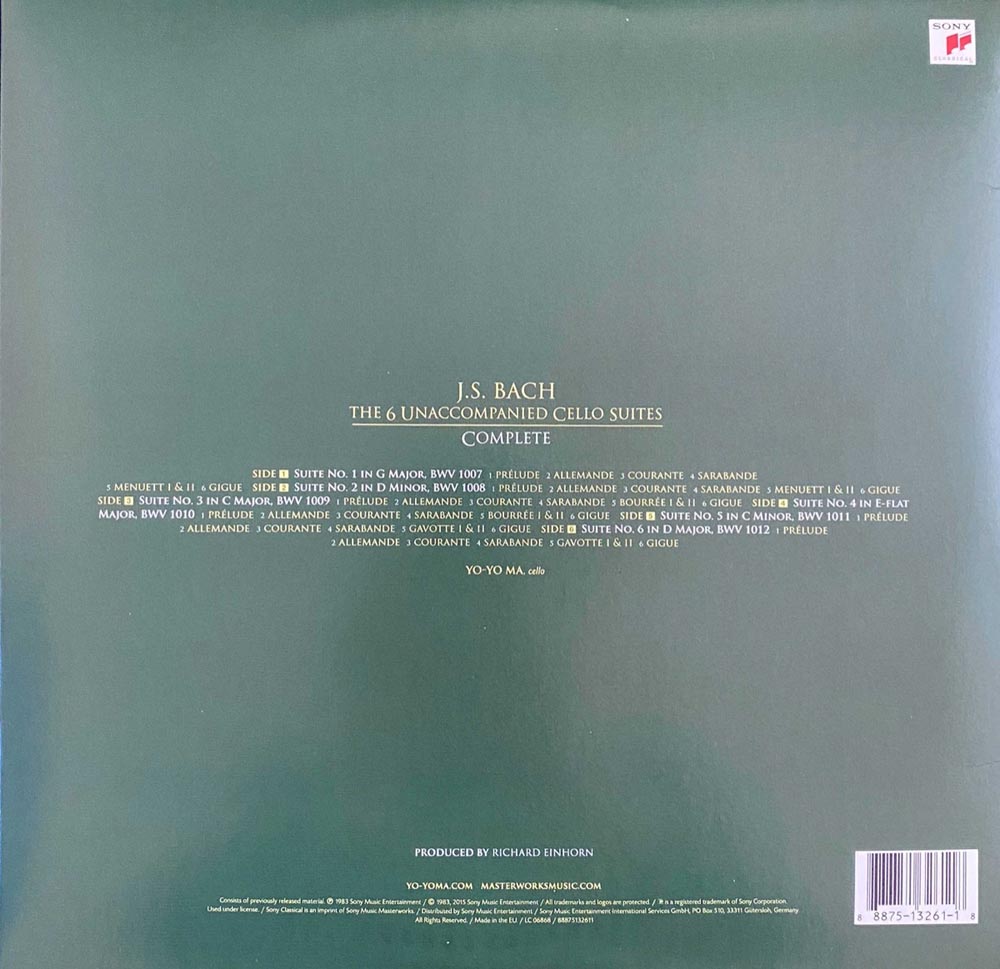 SONY
CLASSICAL
J.S. BACH
THE 6 UNACCOMPANIED CELLO SUITES
COMPLETE
SIDE 1 SUITE NO. 1 IN G MAJOR, BWV 1007 1 PRÉLUDE 2 ALLEMANDE 3 COURANTE 4 SARABANDE
5 MENUETT I & II 6 GIGUE SIDE 2 SUITE NO. 2 IN D MINOR, BWV 1008 1 PRÉLUDE 2 ALLEMANDE 3 COURANTE 4 SARABANDE 5 MENUETT I & II 6 GIGUE
SIDE 3 SUITE NO. 3 IN C MAJOR, BWV 1009 1 PRÉLUDE 2 ALLEMANDE 3 COURANTE 4 SARABANDE 5 BOURRÉE I & II 6 GIGUE SIDE 4 SUITE NO. 4 IN E-FLAT
MAJOR, BWV 1010 1 PRÉLUDE 2 ALLEMANDE 3 COURANTE 4 SARABANDE 5 BOURRÉE I & II 6 GIGUE SIDE 5 SUITE NO. 5 IN C MINOR, BWV 1011 1 PRÉLUDE
2 ALLEMANDE 3 COURANTE 4 SARABANDE 5 GAVOTTE I & II 6 GIGUE SIDE 6 SUITE NO. 6 IN D MAJOR, BWV 1012 1 PRÉLUDE
2 ALLEMANDE 3 COURANTE 4 SARABANDE 5 GAVOTTE I & II 6 GIGUE
YO-YO MA, cello
PRODUCED BY RICHARD EINHORN
YO-YOMA.COM MASTERWORKSMUSIC.COM
Consists of previously released material. ℗ 1983 Sony Music Entertainment / © 1983, 2015 Sony Music Entertainment / All trademarks and logos are protected. / is a registered trademark of Sony Corporation.
Used under license. / Sony Classical is an imprint of Sony Music Masterworks. / Distributed by Sony Music Entertainment / Sony Music Entertainment International Services GmbH, PO Box 510, 33311 Gütersloh, Germany
All Rights Reserved. / Made in the EU / LC 06868 / 88875132611
8 88751-3261-1 8